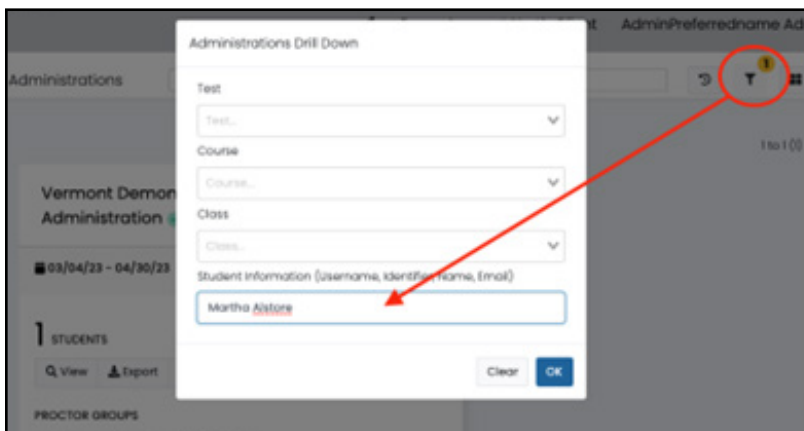 nt AdminPreferredname Ad
Administrations Drill Down
Administrations
1
Test
Test...
1 to 1 (1)
Course
Course...
Vermont Demon
Administration
Class
Class...
03/04/23 - 04/30/23
Student Information (Username, Identifier, Name, Email)
Martha Alstore
1 STUDENTS
View Export
Clear OK
PROCTOR GROUPS